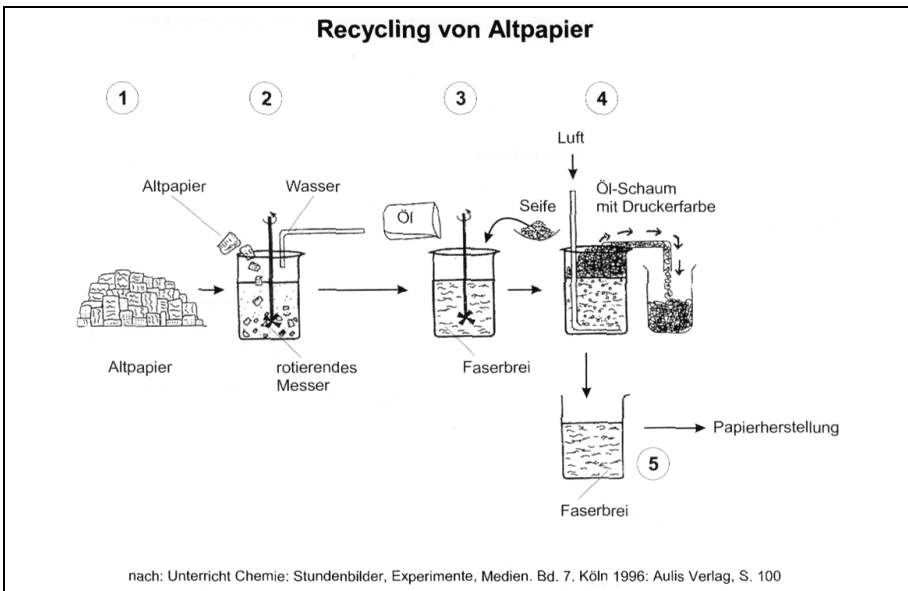 Recycling von Altpapier
1
2
3
4
Luft
Altpapier
Wasser
Öl
Seife
Öl-Schaum
mit Druckerfarbe
Altpapier
rotierendes
Messer
Faserbrei
Papierherstellung
5
Faserbrei
nach: Unterricht Chemie: Stundenbilder, Experimente, Medien. Bd. 7. Köln 1996: Aulis Verlag, S. 100